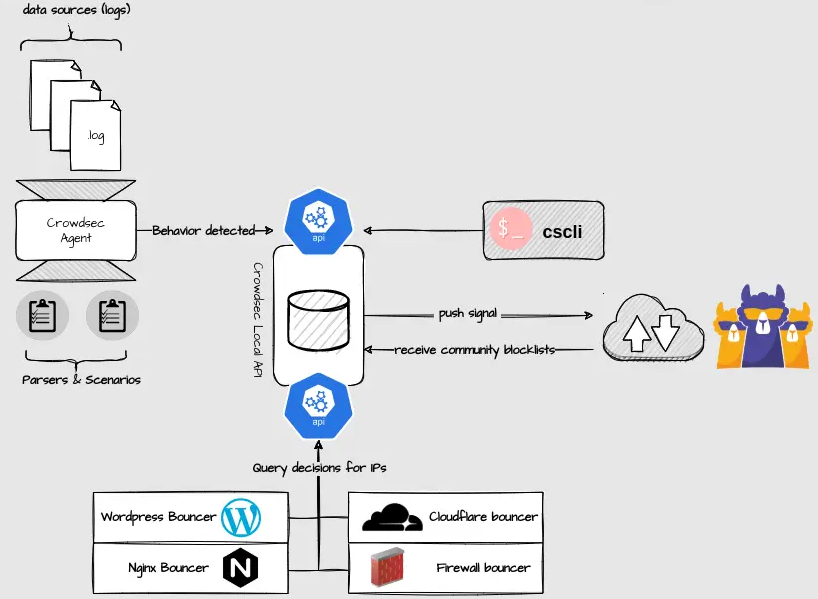 data sources (logs)
.log
Crowdsec
Agent
Behavior detected
api
$_ cscli
Crowdsec Local API
push signal
receive community blocklists
Parsers & Scenarios
api
Query decisions for IPs
Wordpress Bouncer
W
Cloudflare bouncer
Nginx Bouncer
N
Firewall bouncer